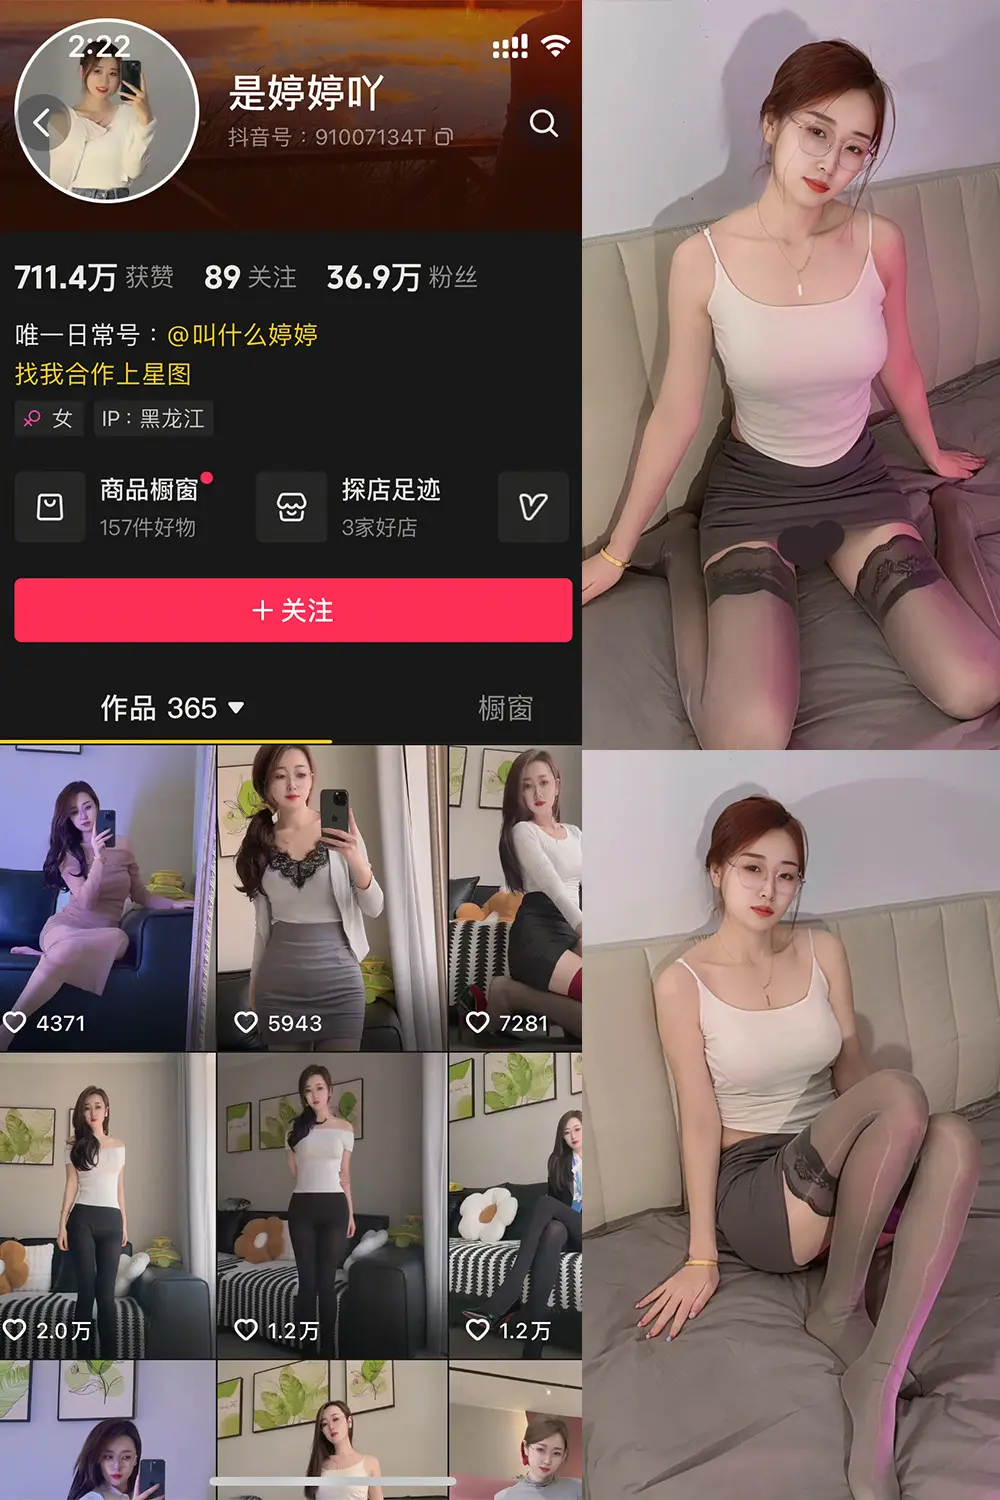 2:22
是婷婷吖
抖音号：91007134T
711.4万 获赞 89 关注 36.9万 粉丝
唯一日常号：@叫什么婷婷
找我合作上星图
女 IP：黑龙江
商品橱窗 探店足迹
157件好物 3家好店
+ 关注
作品 365 橱窗
4371 5943 7281
2.0万 1.2万 1.2万